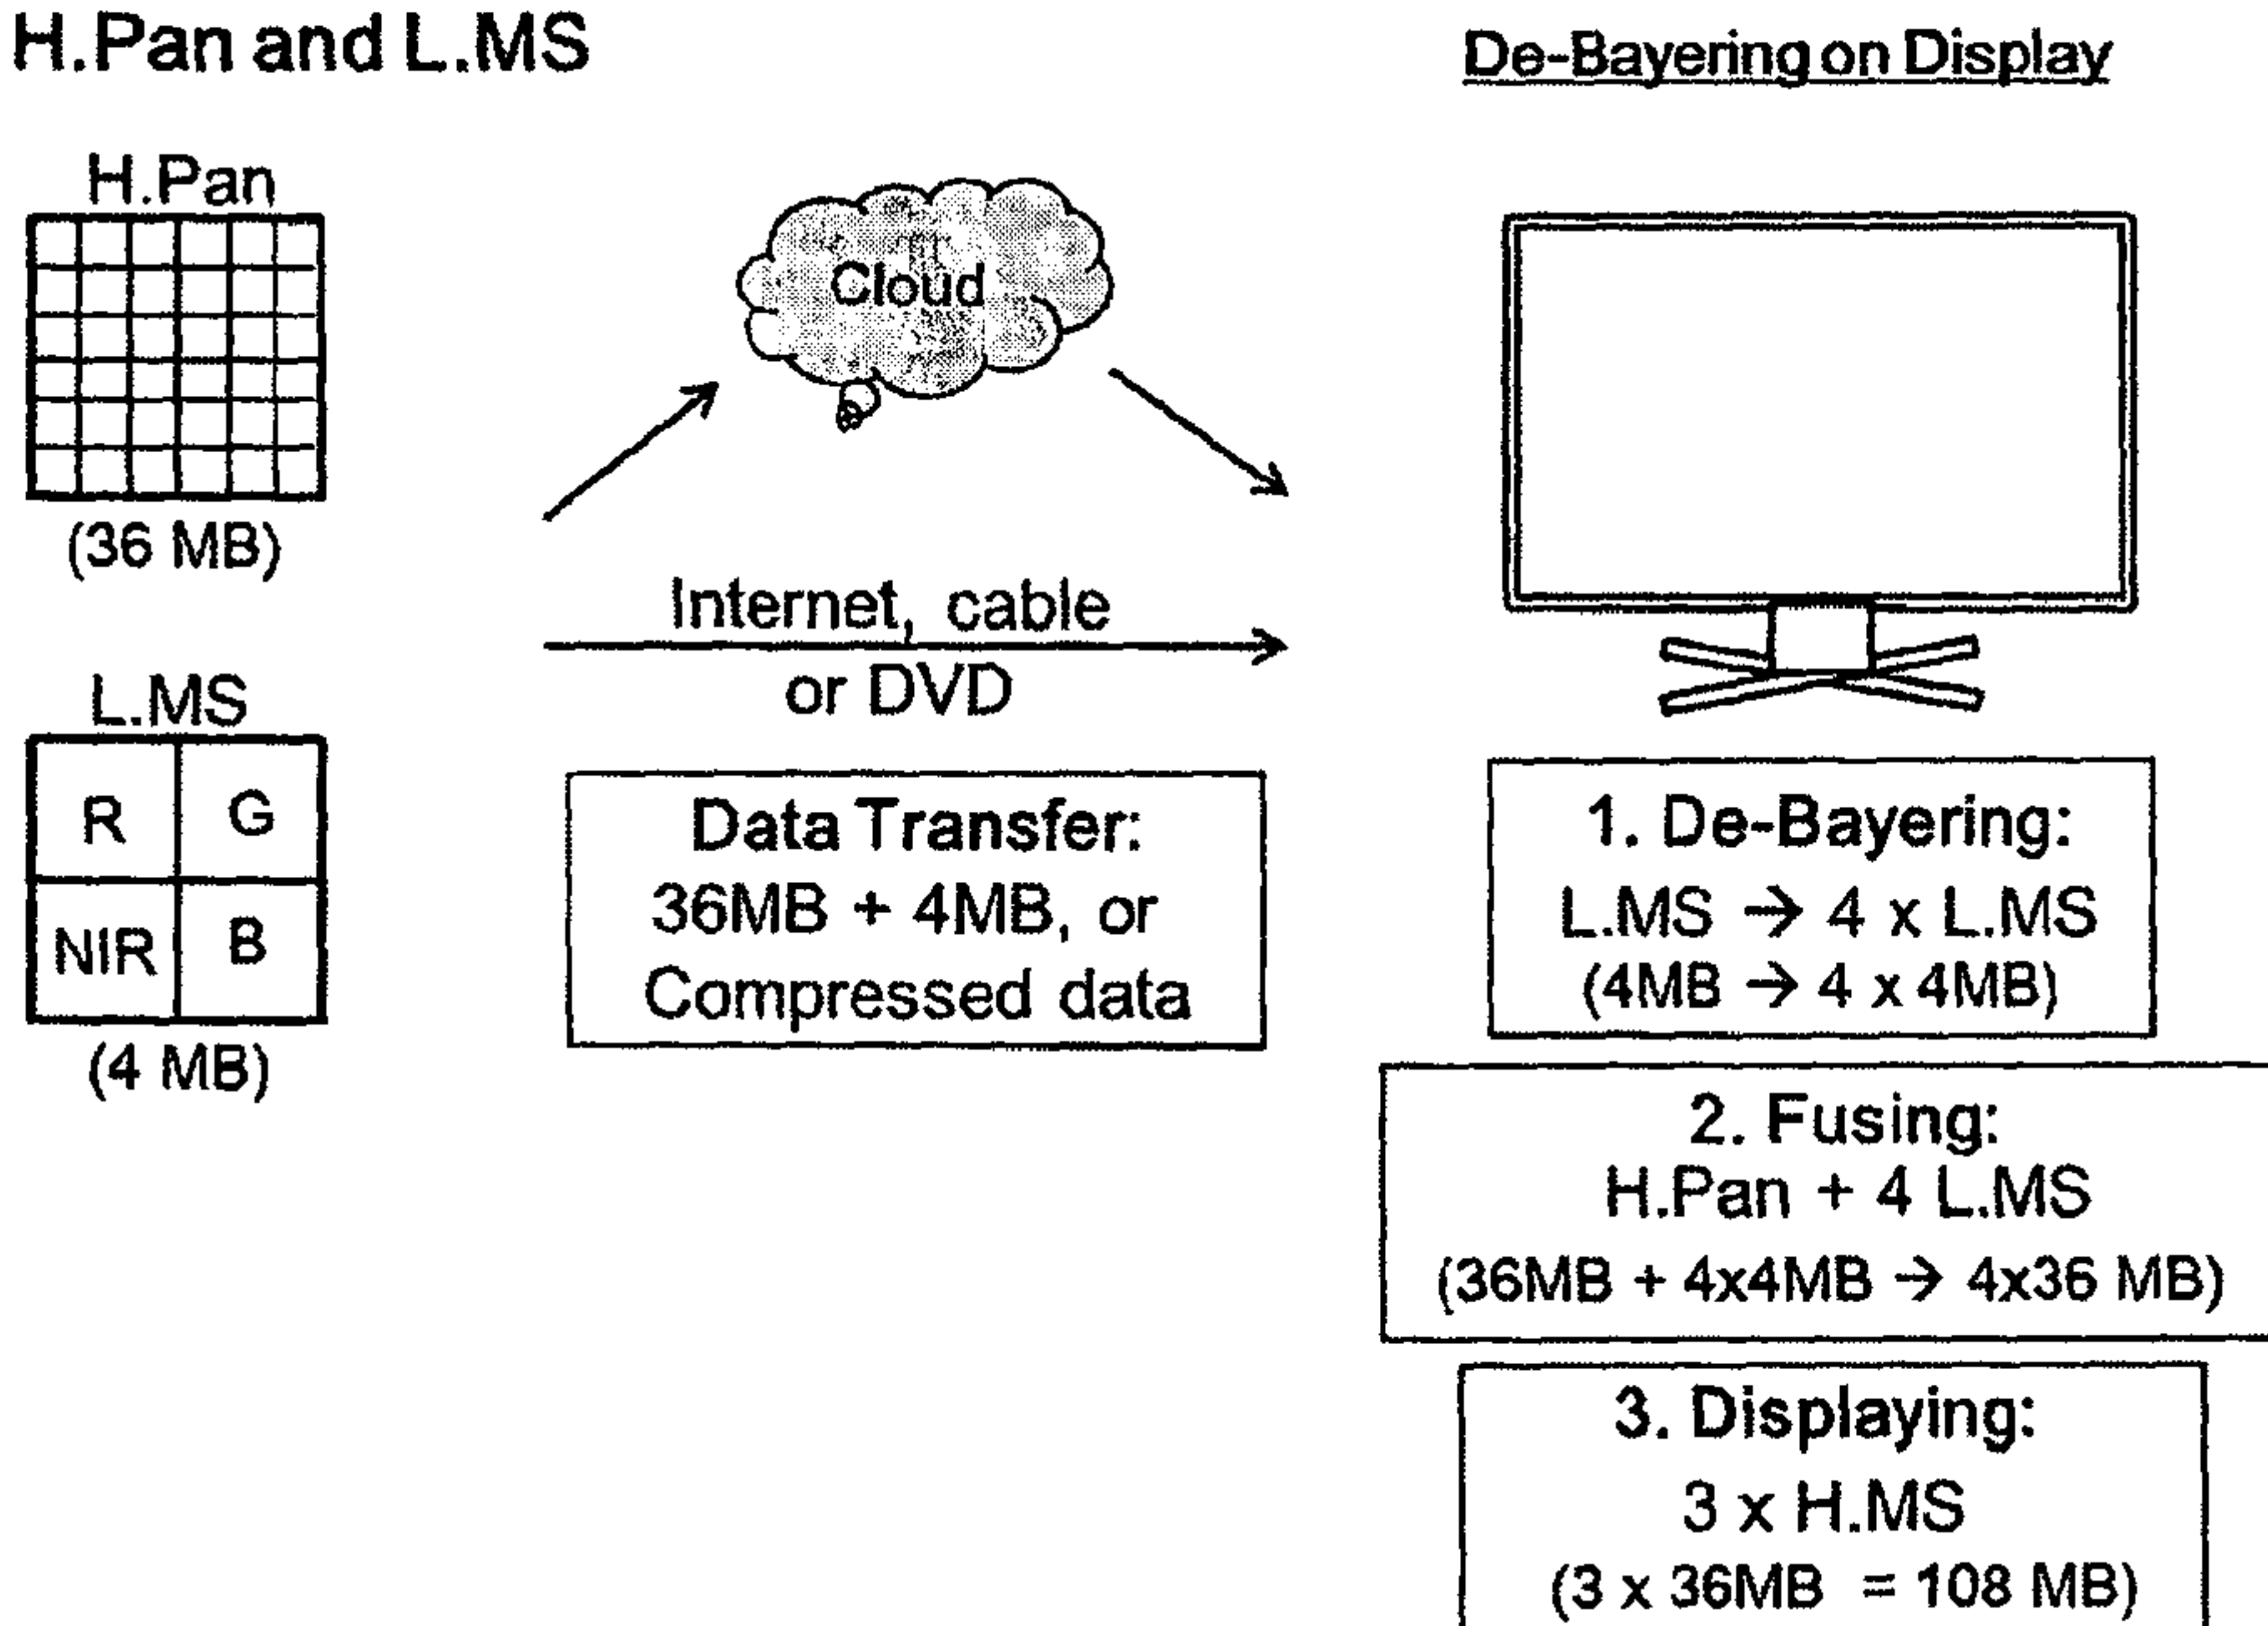 H.Pan and L.MS
De-Bayering on Display
H.Pan
(36 MB)
L.MS
R G
NIR B
(4 MB)
Cloud
Internet, cable
or DVD
Data Transfer:
36MB + 4MB, or
Compressed data
1. De-Bayering:
L.MS → 4 x L.MS
(4MB → 4 x 4MB)
2. Fusing:
H.Pan + 4 L.MS
(36MB + 4x4MB → 4x36 MB)
3. Displaying:
3 x H.MS
(3 x 36MB = 108 MB)